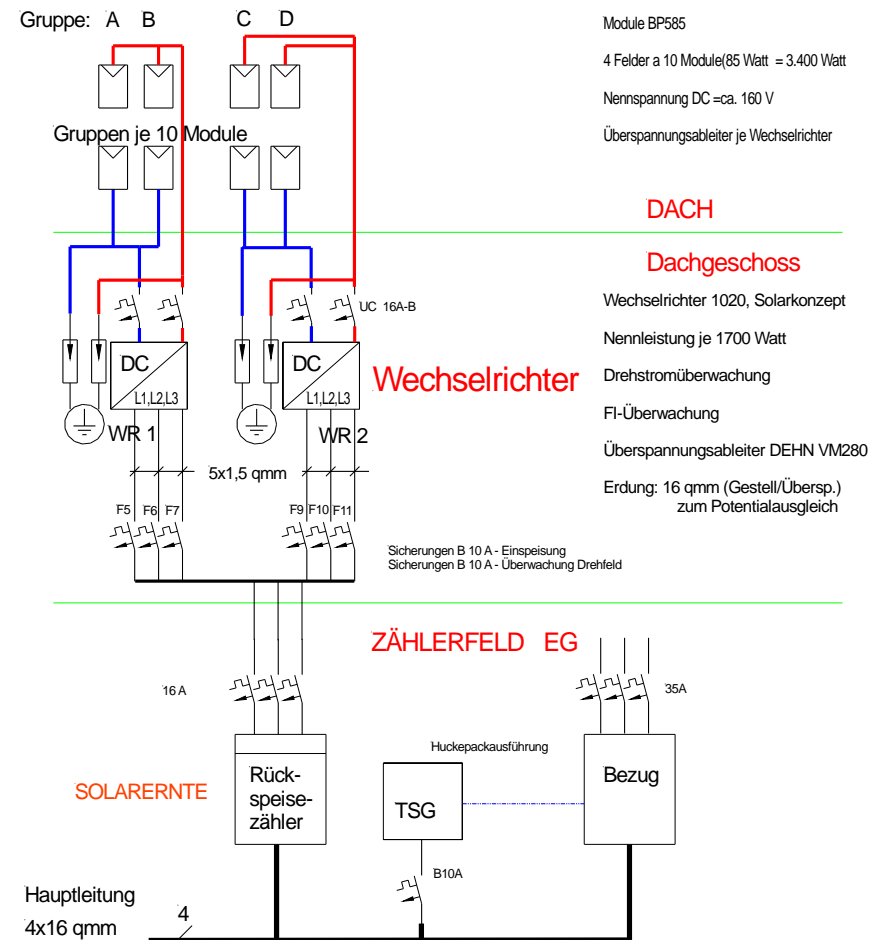 Gruppe: A B C D
Module BP585
4 Felder a 10 Module(85 Watt = 3.400 Watt
Nennspannung DC =ca. 160 V
Gruppen je 10 Module
Überspannungsableiter je Wechselrichter
DACH
Dachgeschoss
UC 16A-B
Wechselrichter 1020, Solarkonzept
Nennleistung je 1700 Watt
DC
L1,L2,L3
DC
L1,L2,L3
Wechselrichter
Drehstromüberwachung
FI-Überwachung
WR 1
WR 2
Überspannungsableiter DEHN VM280
5x1,5 qmm
Erdung: 16 qmm (Gestell/Übersp.)
zum Potentialausgleich
F5 F6 F7 F9 F10 F11
Sicherungen B 10 A - Einspeisung
Sicherungen B 10 A - Überwachung Drehfeld
ZÄHLERFELD EG
16 A
35A
Huckepackausführung
SOLARERNTE
Rück-
speise-
zähler
TSG
Bezug
B10A
Hauptleitung
4x16 qmm
4